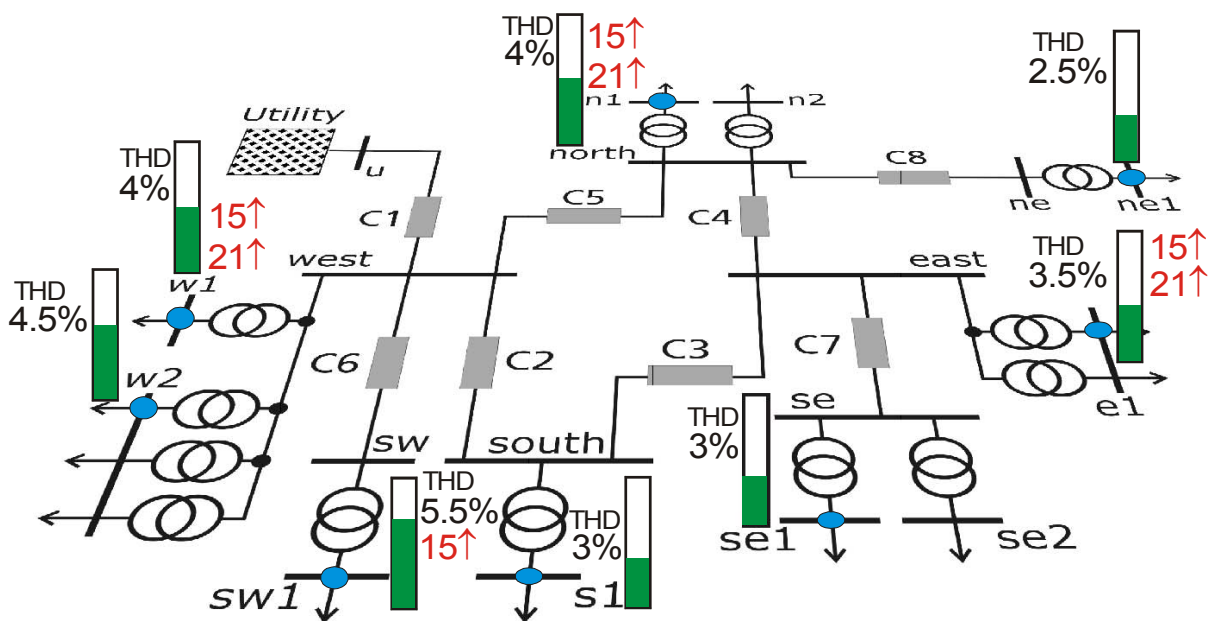 THD
4%
15↑
21↑
THD
2.5%
n1
n2
Utility
u
north
C8
ne
ne1
THD
4%
15↑
21↑
C1
C5
C4
west
east
THD
3.5%
15↑
21↑
w1
THD
4.5%
w2
C6
C2
C3
C7
e1
se
THD
3%
sw
south
THD
5.5%
15↑
THD
3%
se1
se2
sw1
s1